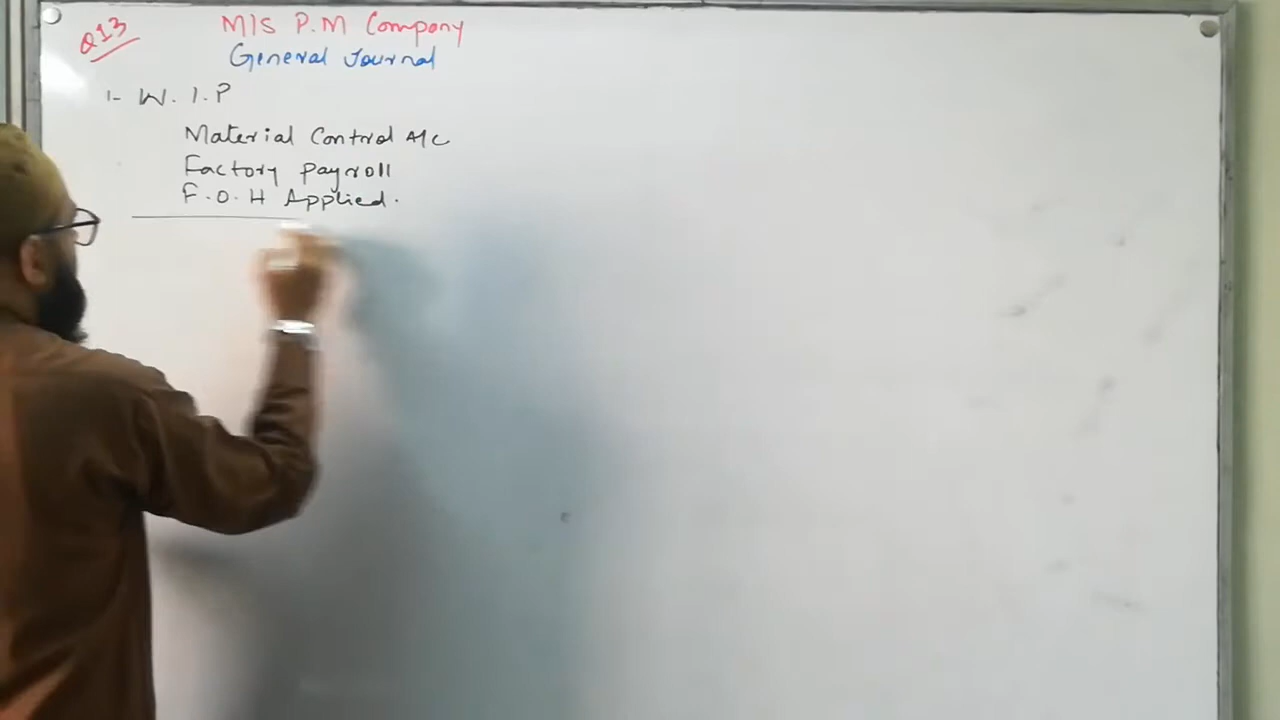 Q13
M/S P.M Company
General Journal
1- W.I.P
Material Control A/C
Factory Payroll
F.O.H Applied.